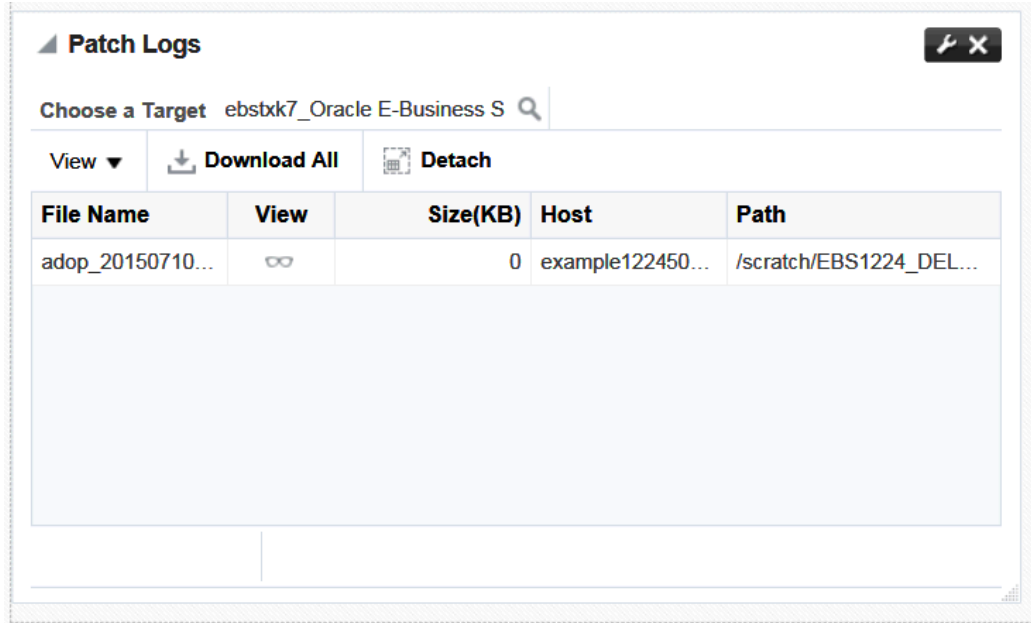 Patch Logs
Choose a Target ebstxk7_Oracle E-Business S
View Download All Detach
File Name View Size(KB) Host Path
adop_20150710... 0 example122450... /scratch/EBS1224_DEL...